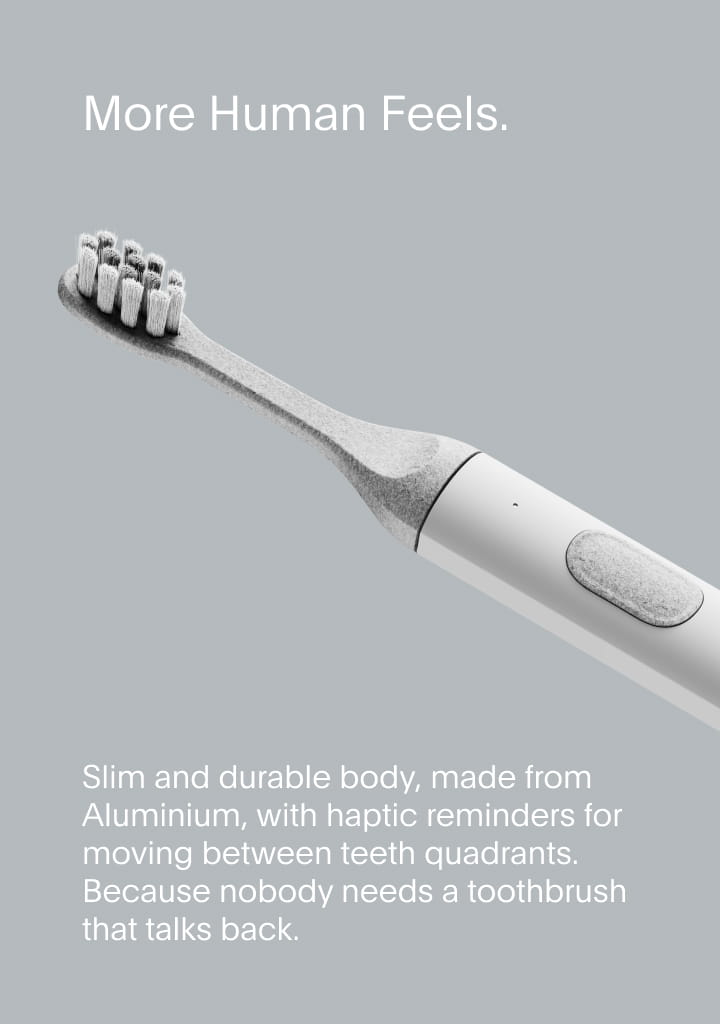 More Human Feels.
Slim and durable body, made from
Aluminium, with haptic reminders for
moving between teeth quadrants.
Because nobody needs a toothbrush
that talks back.